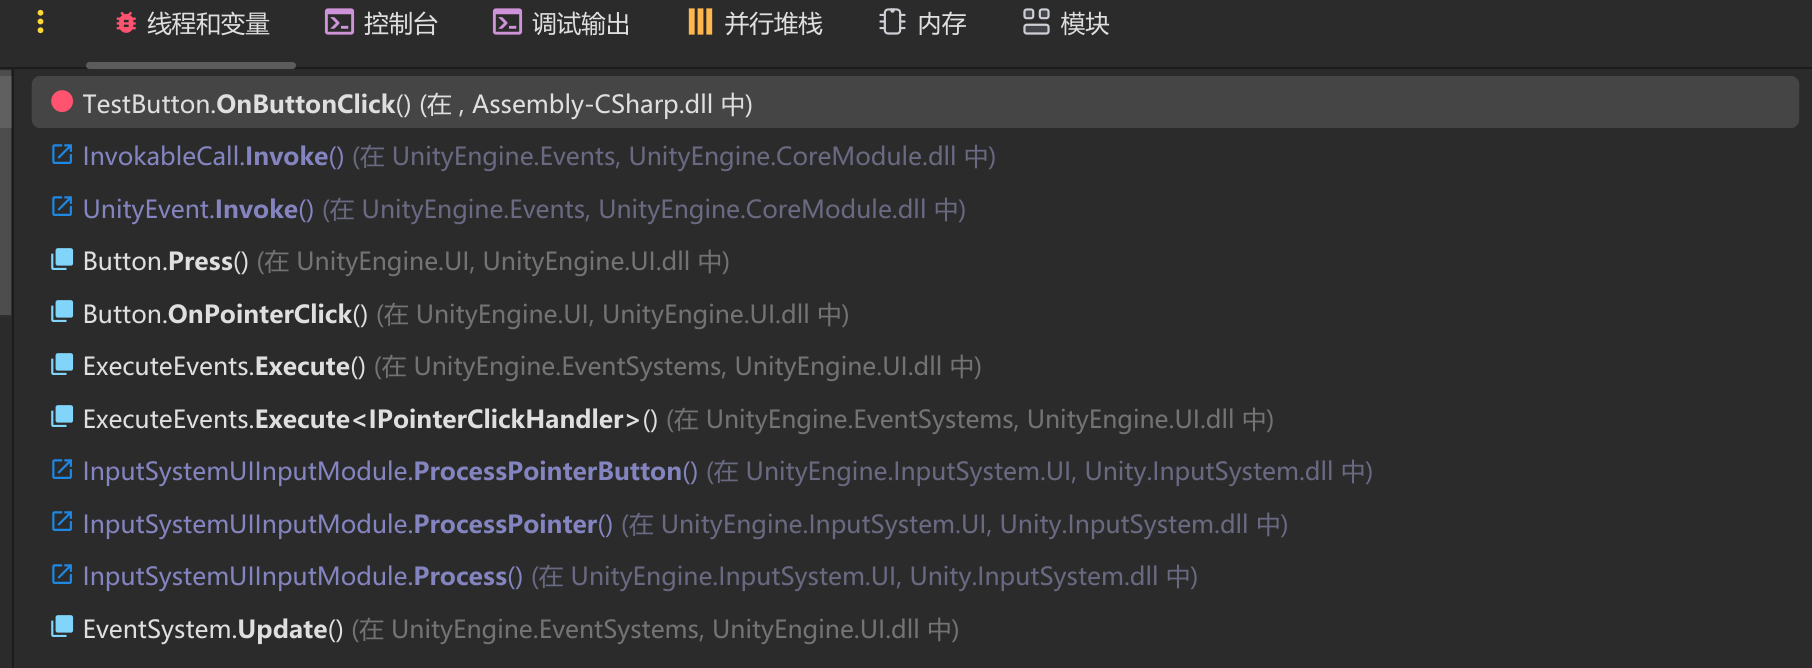 线程和变量 控制台 调试输出 并行堆栈 内存 模块
TestButton.OnButtonClick() (在 , Assembly-CSharp.dll 中)
InvokableCall.Invoke() (在 UnityEngine.Events, UnityEngine.CoreModule.dll 中)
UnityEvent.Invoke() (在 UnityEngine.Events, UnityEngine.CoreModule.dll 中)
Button.Press() (在 UnityEngine.UI, UnityEngine.UI.dll 中)
Button.OnPointerClick() (在 UnityEngine.UI, UnityEngine.UI.dll 中)
ExecuteEvents.Execute() (在 UnityEngine.EventSystems, UnityEngine.UI.dll 中)
ExecuteEvents.Execute<IPointerClickHandler>() (在 UnityEngine.EventSystems, UnityEngine.UI.dll 中)
InputSystemUIInputModule.ProcessPointerButton() (在 UnityEngine.InputSystem.UI, Unity.InputSystem.dll 中)
InputSystemUIInputModule.ProcessPointer() (在 UnityEngine.InputSystem.UI, Unity.InputSystem.dll 中)
InputSystemUIInputModule.Process() (在 UnityEngine.InputSystem.UI, Unity.InputSystem.dll 中)
EventSystem.Update() (在 UnityEngine.EventSystems, UnityEngine.UI.dll 中)